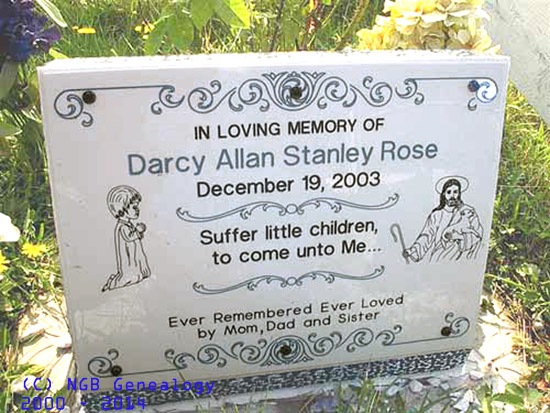 IN LOVING MEMORY OF
Darcy Allan Stanley Rose
December 19, 2003
Suffer little children,
to come unto Me...
Ever Remembered Ever Loved
by Mom, Dad and Sister
(C) NGB Genealogy
2000 - 2014